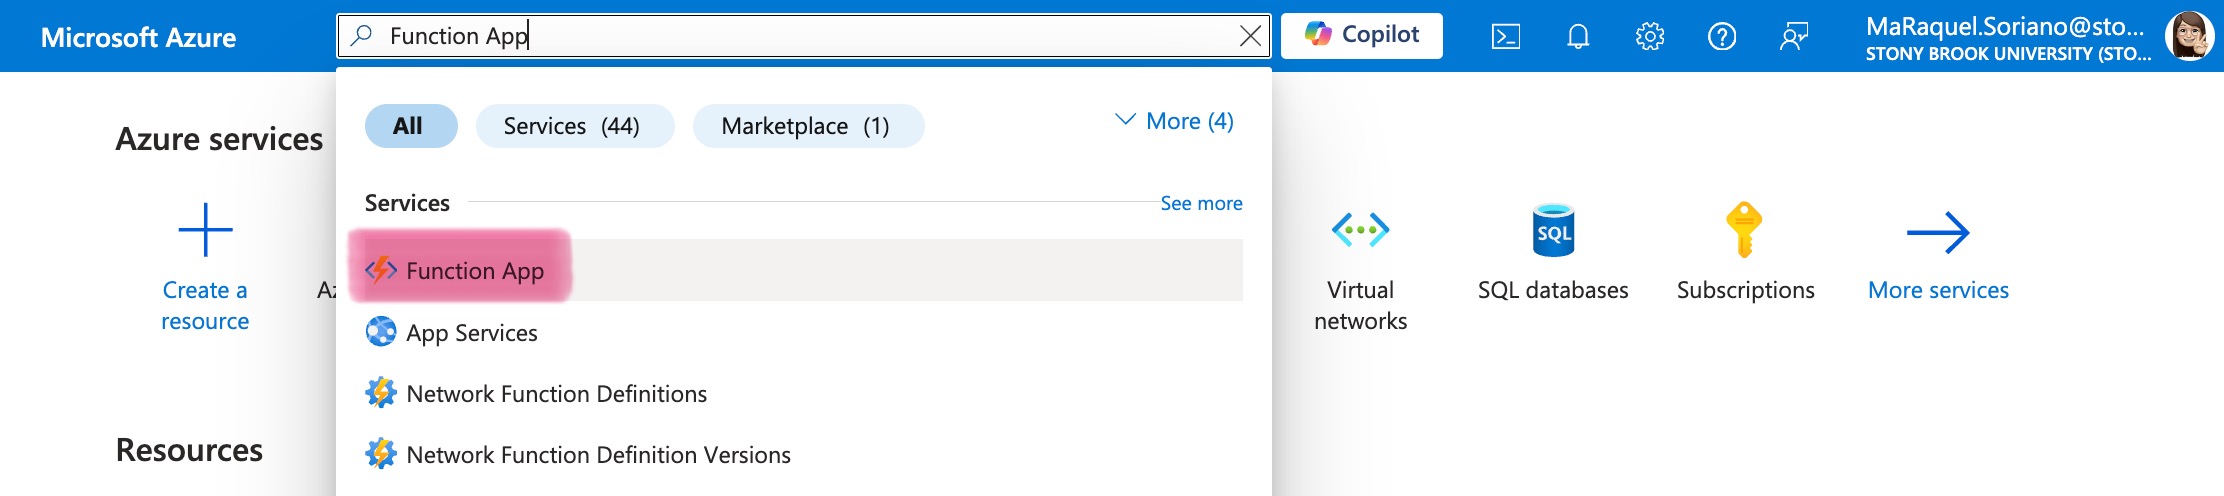 Microsoft Azure
Function App
Copilot
MaRaquel.Soriano@sto...
STONY BROOK UNIVERSITY (STO...
All
Services (44)
Marketplace (1)
More (4)
Azure services
Services
See more
Function App
App Services
Network Function Definitions
Network Function Definition Versions
Create a
resource
Az
Virtual
networks
SQL
SQL databases
Subscriptions
More services
Resources